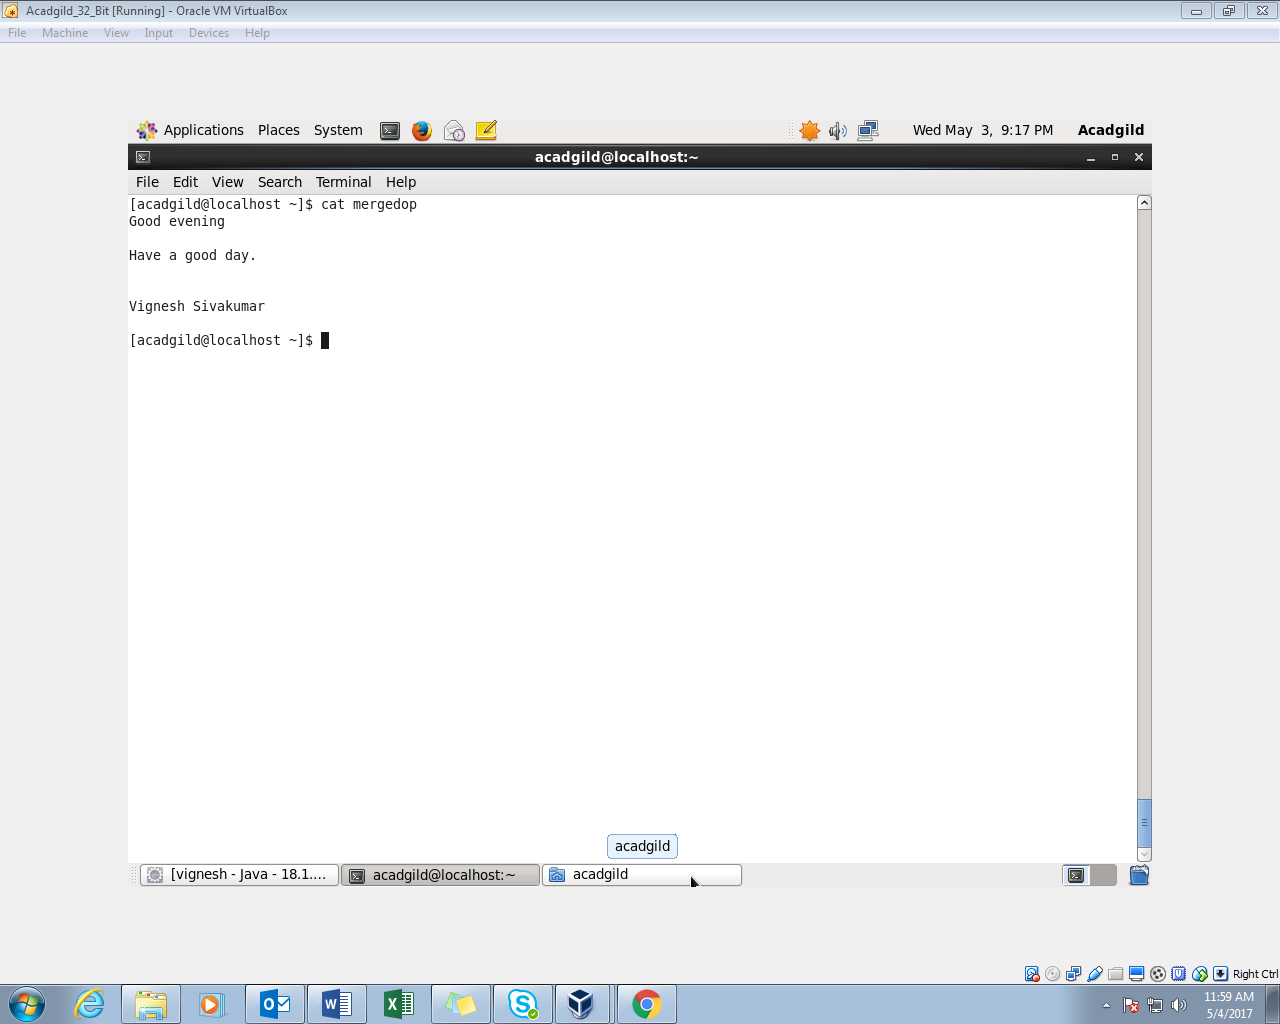 Acadgild_32_Bit [Running] - Oracle VM VirtualBox
File Machine View Input Devices Help
Applications Places System Wed May 3, 9:17 PM Acadgild
acadgild@localhost:~
File Edit View Search Terminal Help
[acadgild@localhost ~]$ cat mergedop
Good evening
Have a good day.
Vignesh Sivakumar
[acadgild@localhost ~]$
acadgild
[vignesh - Java - 18.1.... acadgild@localhost:~ acadgild
Right Ctrl
11:59 AM
5/4/2017